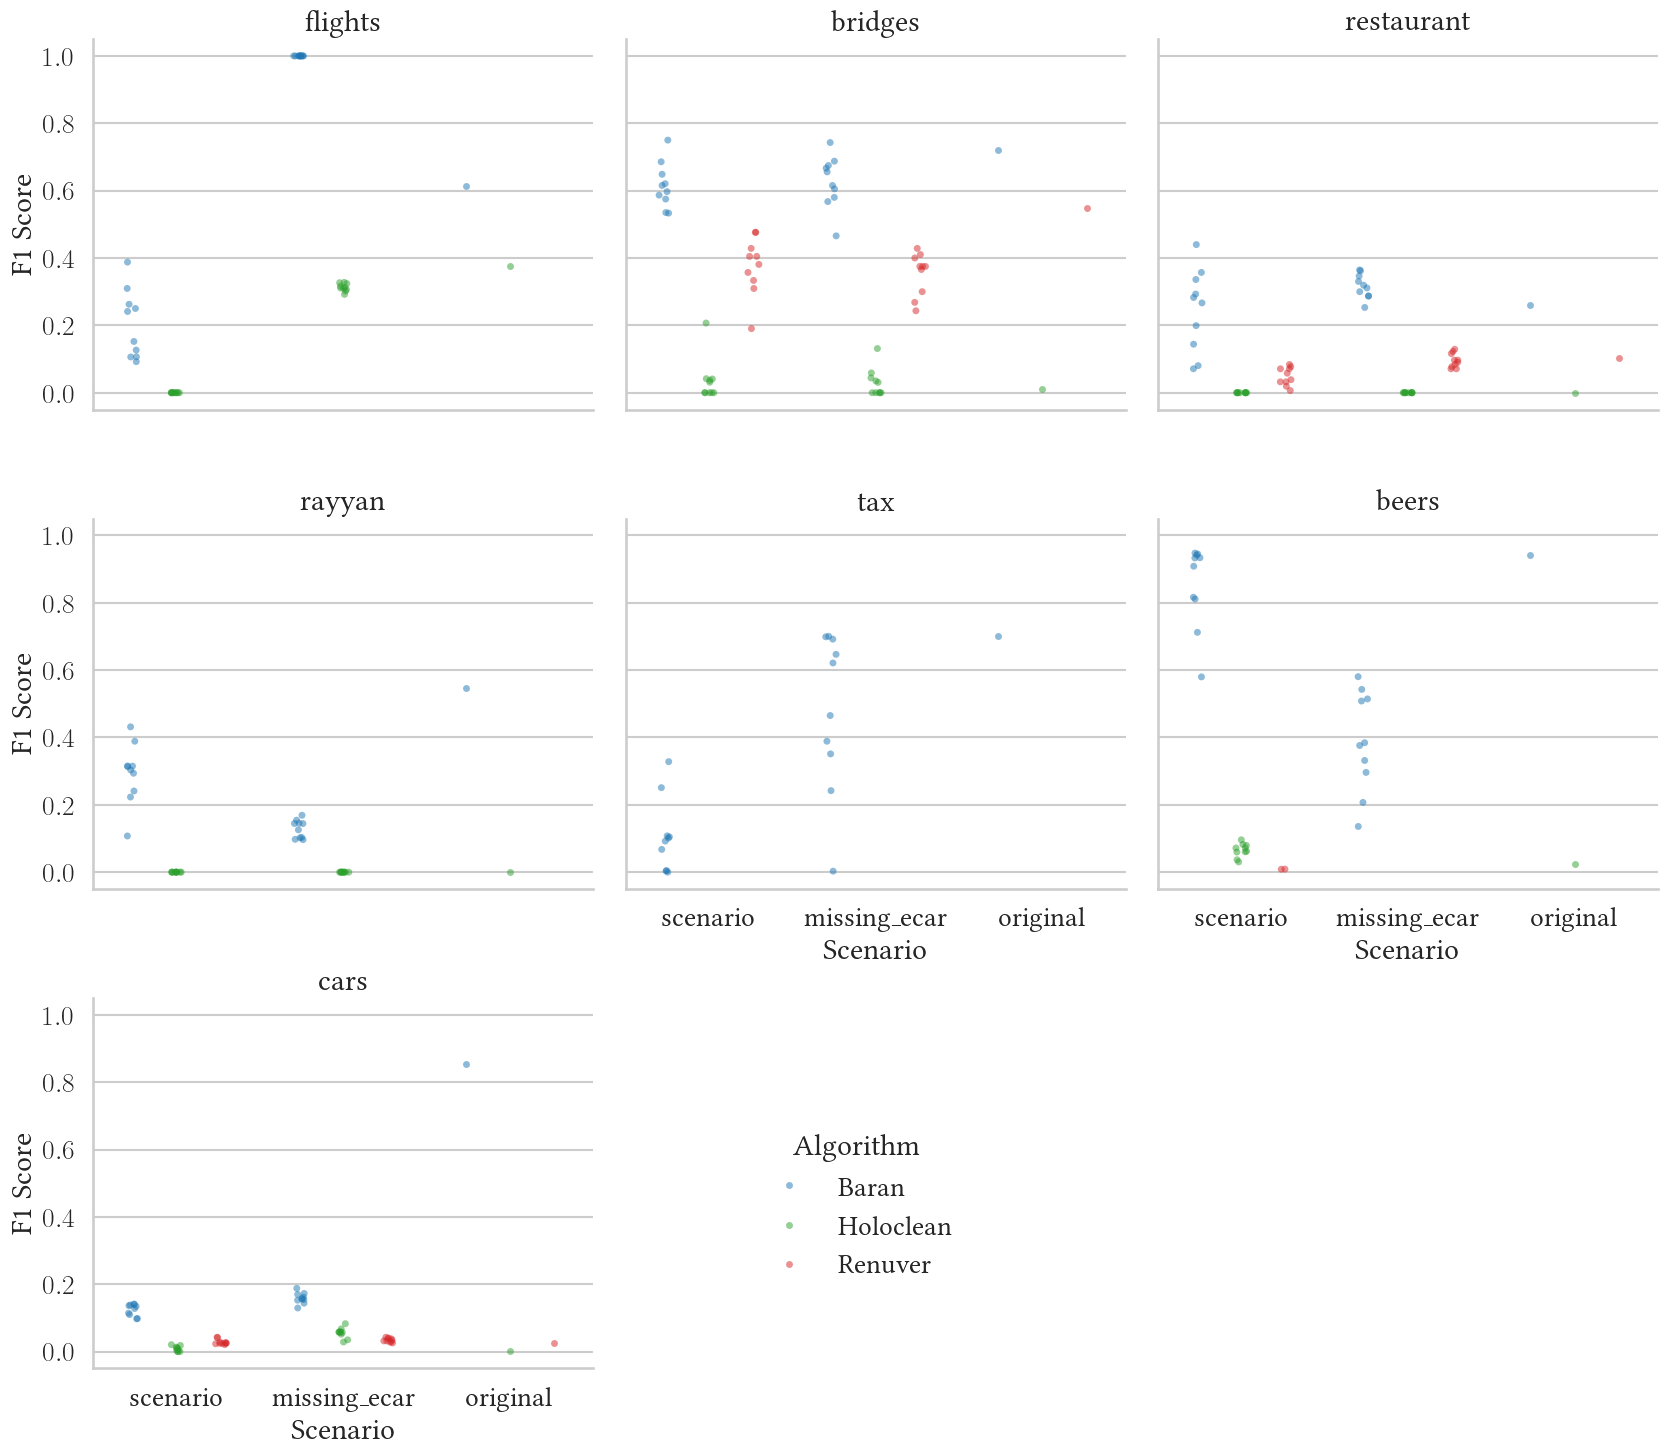 flights
bridges
restaurant
F1 Score
1.0
0.8
0.6
0.4
0.2
0.0
rayyan
tax
beers
F1 Score
1.0
0.8
0.6
0.4
0.2
0.0
scenario missing_ecar original
Scenario
scenario missing_ecar original
Scenario
cars
F1 Score
1.0
0.8
0.6
0.4
0.2
0.0
scenario missing_ecar original
Scenario
Algorithm
Baran
Holoclean
Renuver